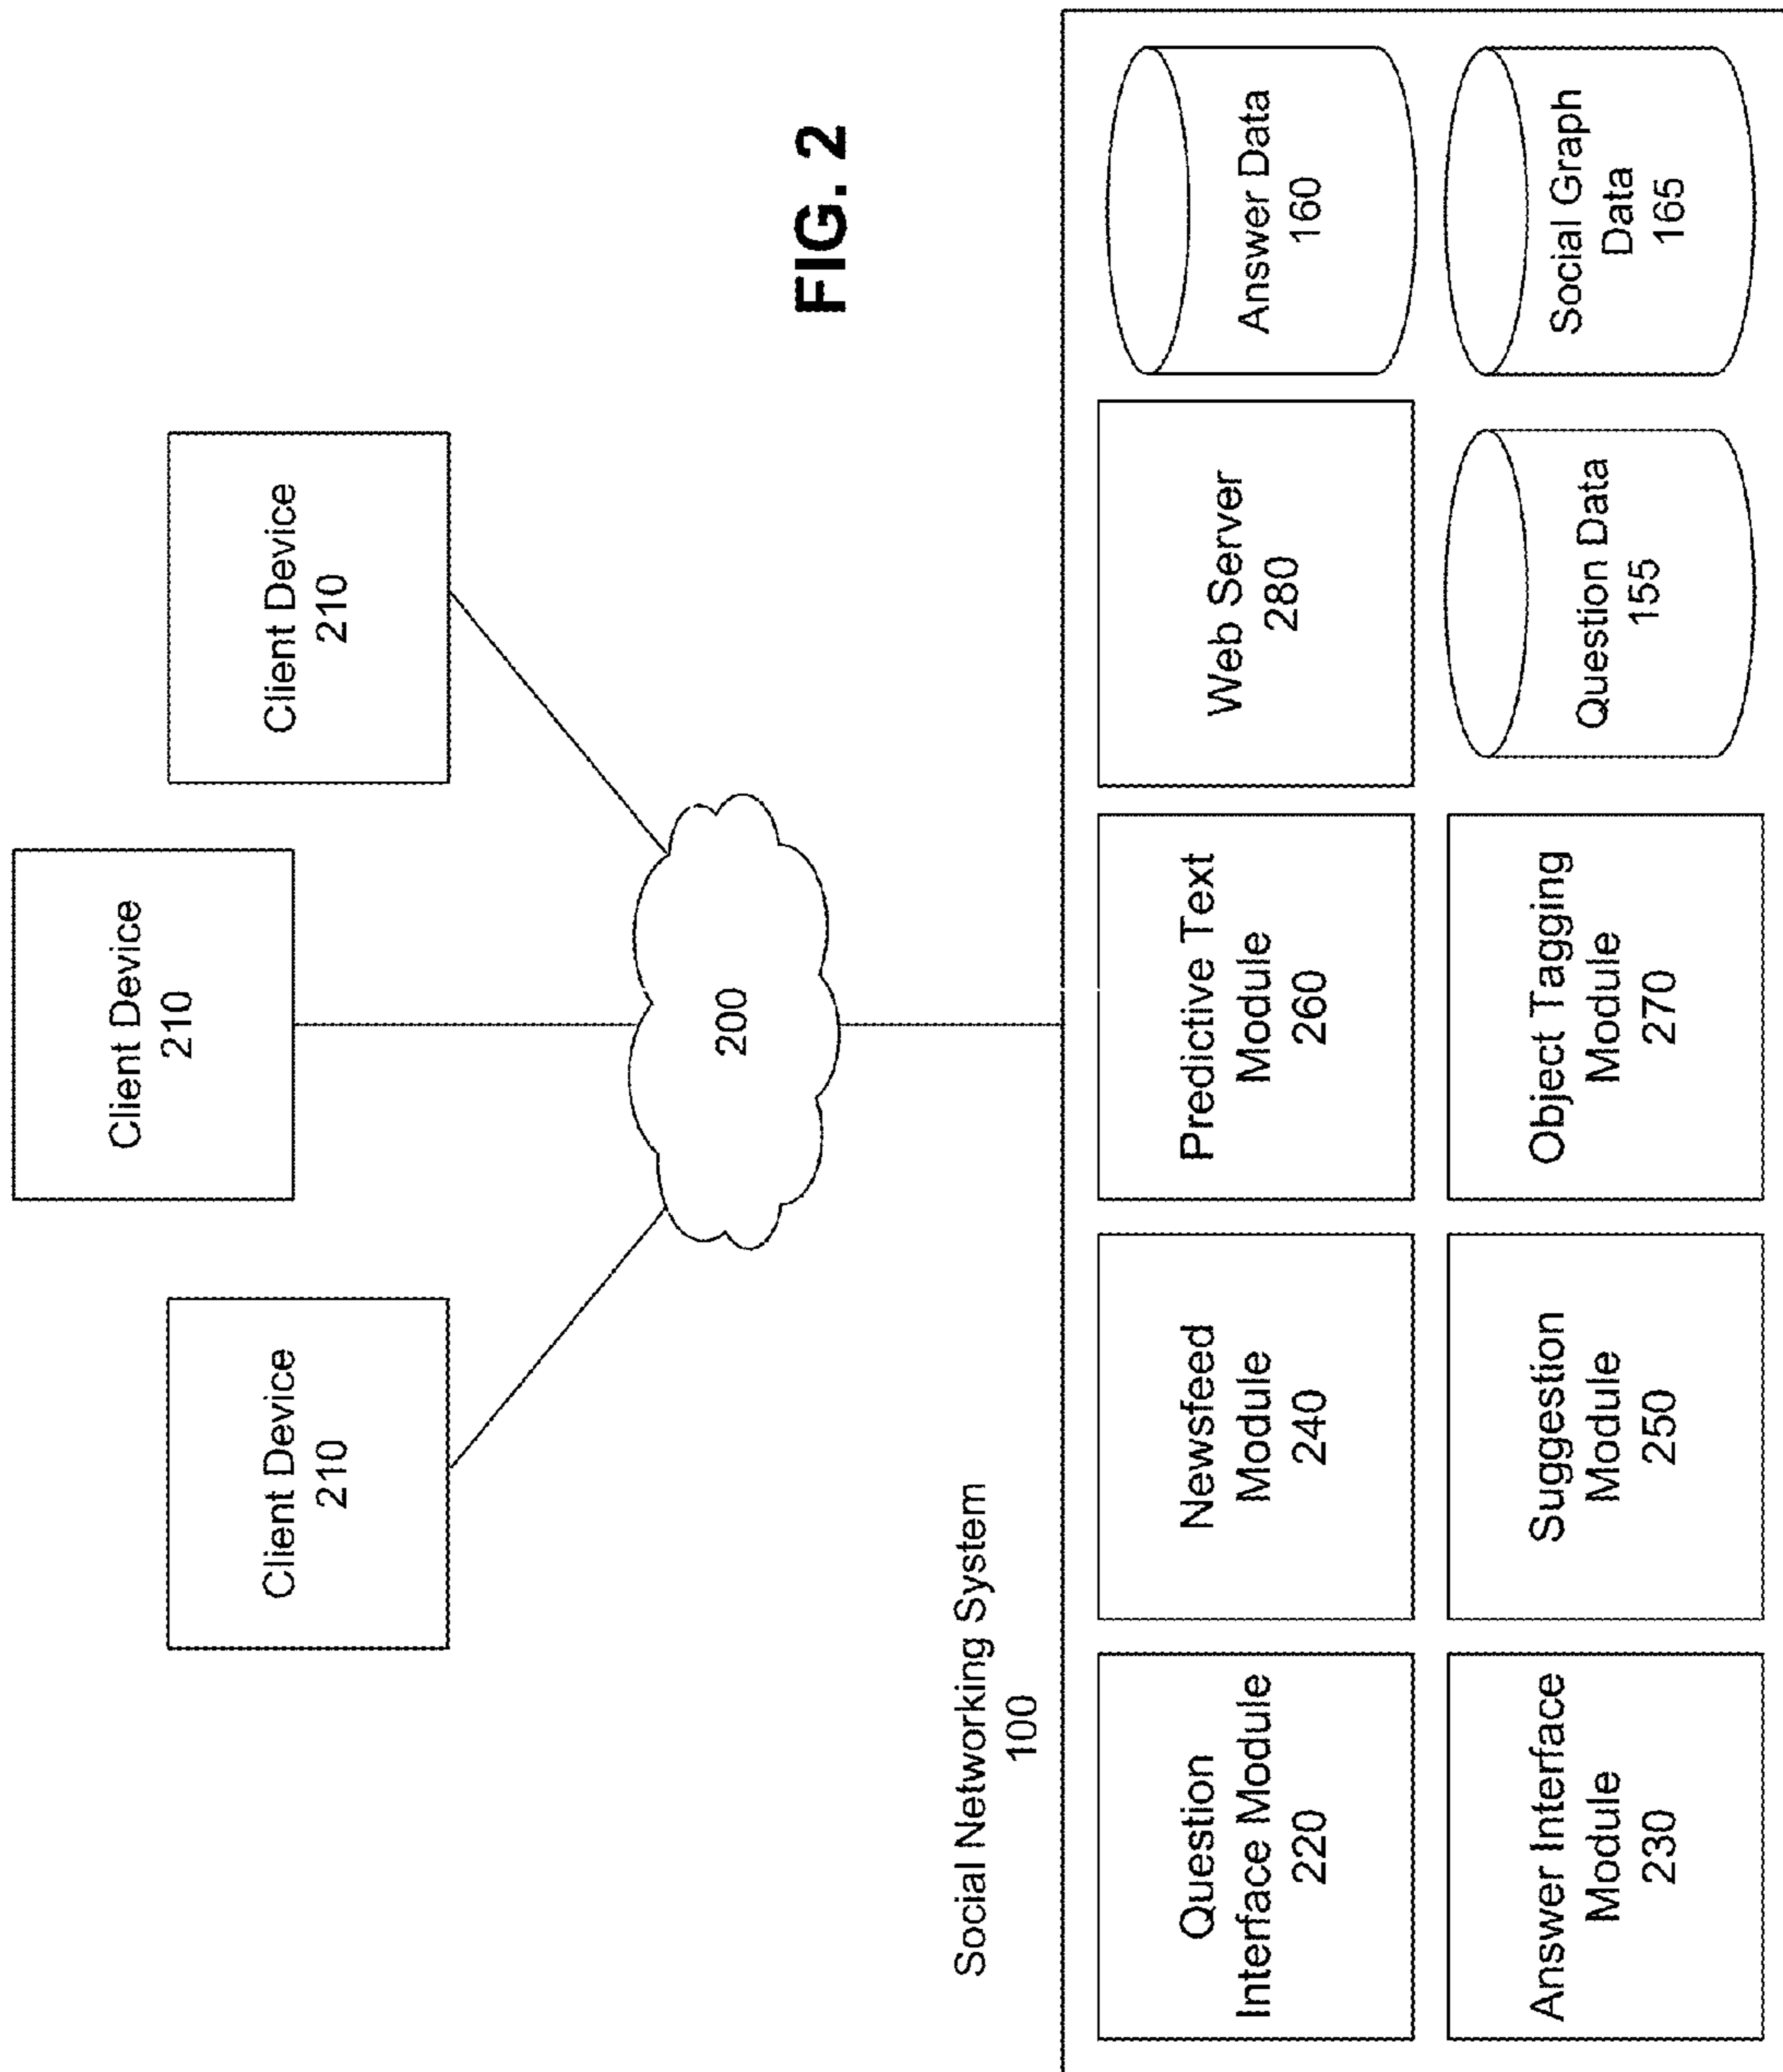 Client Device
210
Client Device
210
Client Device
210
200
FIG. 2
Social Networking System
100
Question
Interface Module
220
Newsfeed
Module
240
Predictive Text
Module
260
Web Server
280
Answer Data
160
Answer Interface
Module
230
Suggestion
Module
250
Object Tagging
Module
270
Question Data
155
Social Graph
Data
165